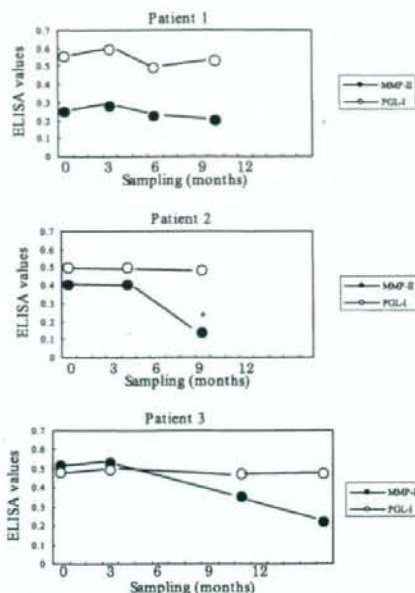 Patient 1
0.7
0.6
0.5
0.4
0.3
0.2
0.1
0
ELISA values
0 3 6 9 10 12
Sampling (months)
MMP-II
PGL-I
Patient 2
0.7
0.6
0.5
0.4
0.3
0.2
0.1
0
ELISA values
0 3 4 6 9 12
Sampling (months)
*
MMP-II
PGL-I
Patient 3
0.7
0.6
0.5
0.4
0.3
0.2
0.1
0
ELISA values
0 3 6 9 12
Sampling (months)
MMP-I
PGL-I